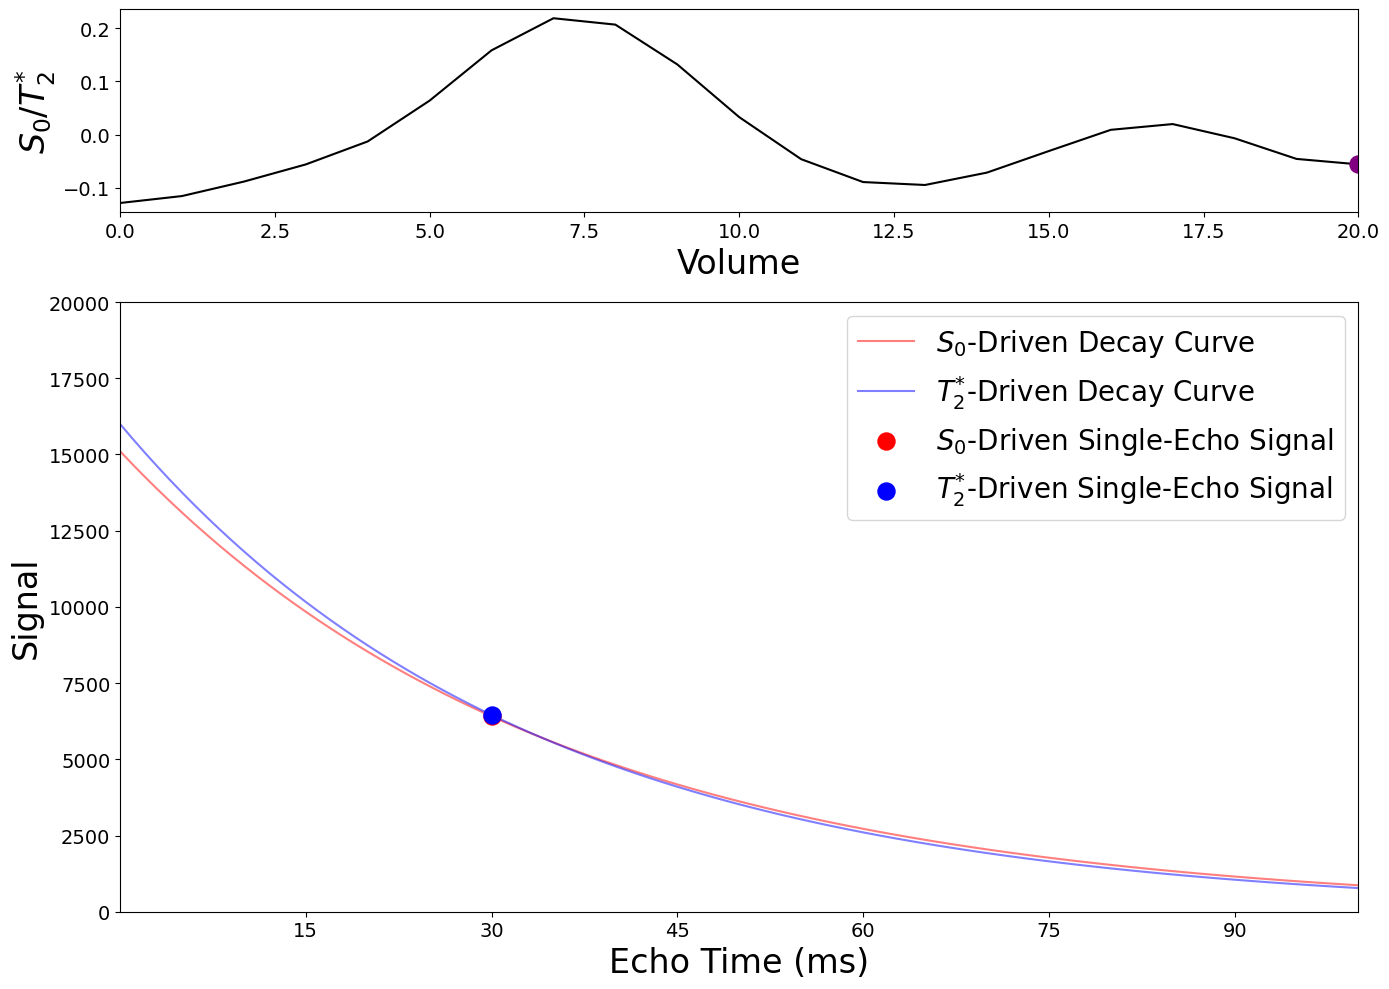 S₀/T₂*
0.2
0.1
0.0
−0.1
0.0 2.5 5.0 7.5 10.0 12.5 15.0 17.5 20.0
Volume
Signal
20000
17500
15000
12500
10000
7500
5000
2500
0
S₀-Driven Decay Curve
T₂*-Driven Decay Curve
S₀-Driven Single-Echo Signal
T₂*-Driven Single-Echo Signal
15 30 45 60 75 90
Echo Time (ms)